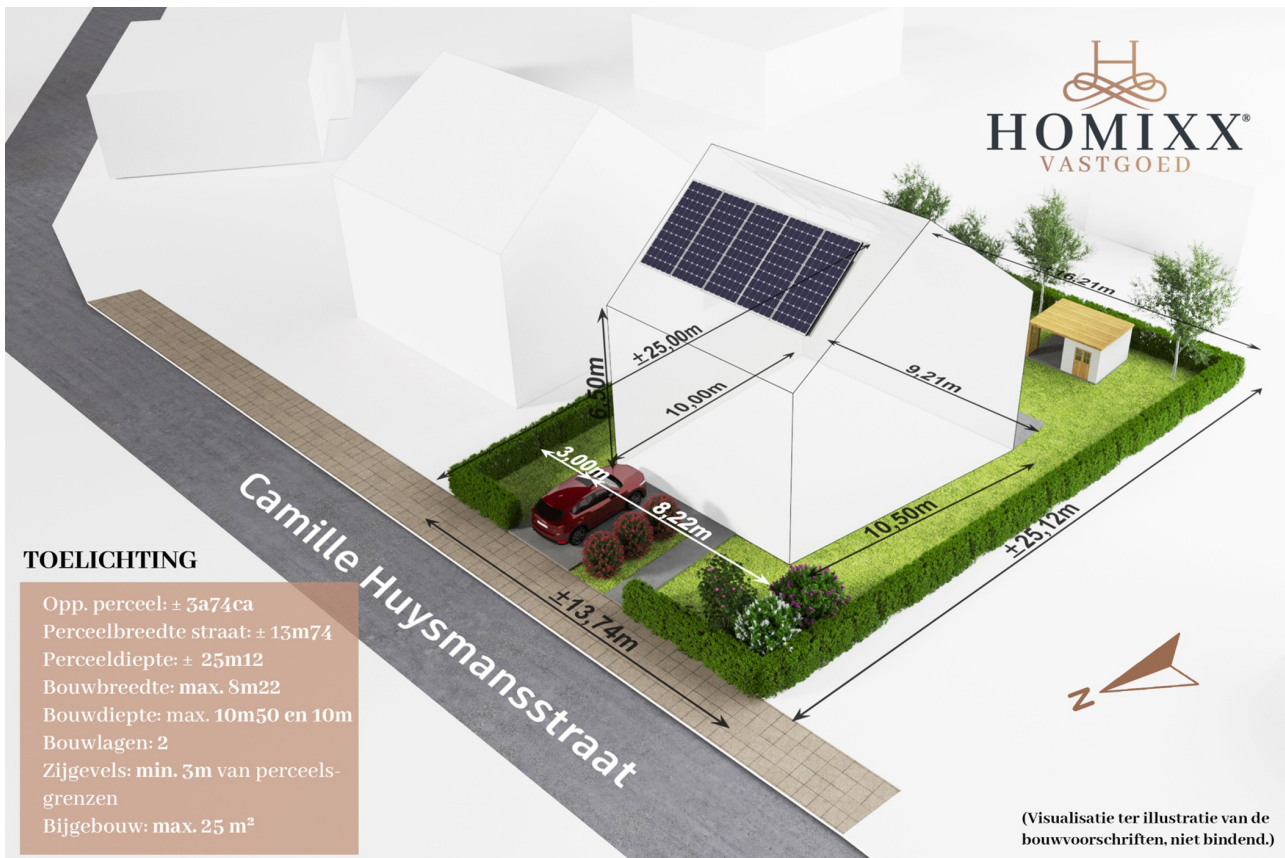 H
HOMIXX®
VASTGOED
6,50m
±25,00m
10,00m
9,21m
3,00m
8,22m
10,50m
±25,12m
±13,74m
Camille Huysmansstraat
N
TOELICHTING
Opp. perceel: ± 3a74ca
Perceelbreedte straat: ± 13m74
Perceeldiepte: ± 25m12
Bouwbreedte: max. 8m22
Bouwdiepte: max. 10m50 en 10m
Bouwlagen: 2
Zijgevels: min. 3m van perceels-
grenzen
Bijgebouw: max. 25 m²
(Visualisatie ter illustratie van de
bouwvoorschriften, niet bindend.)